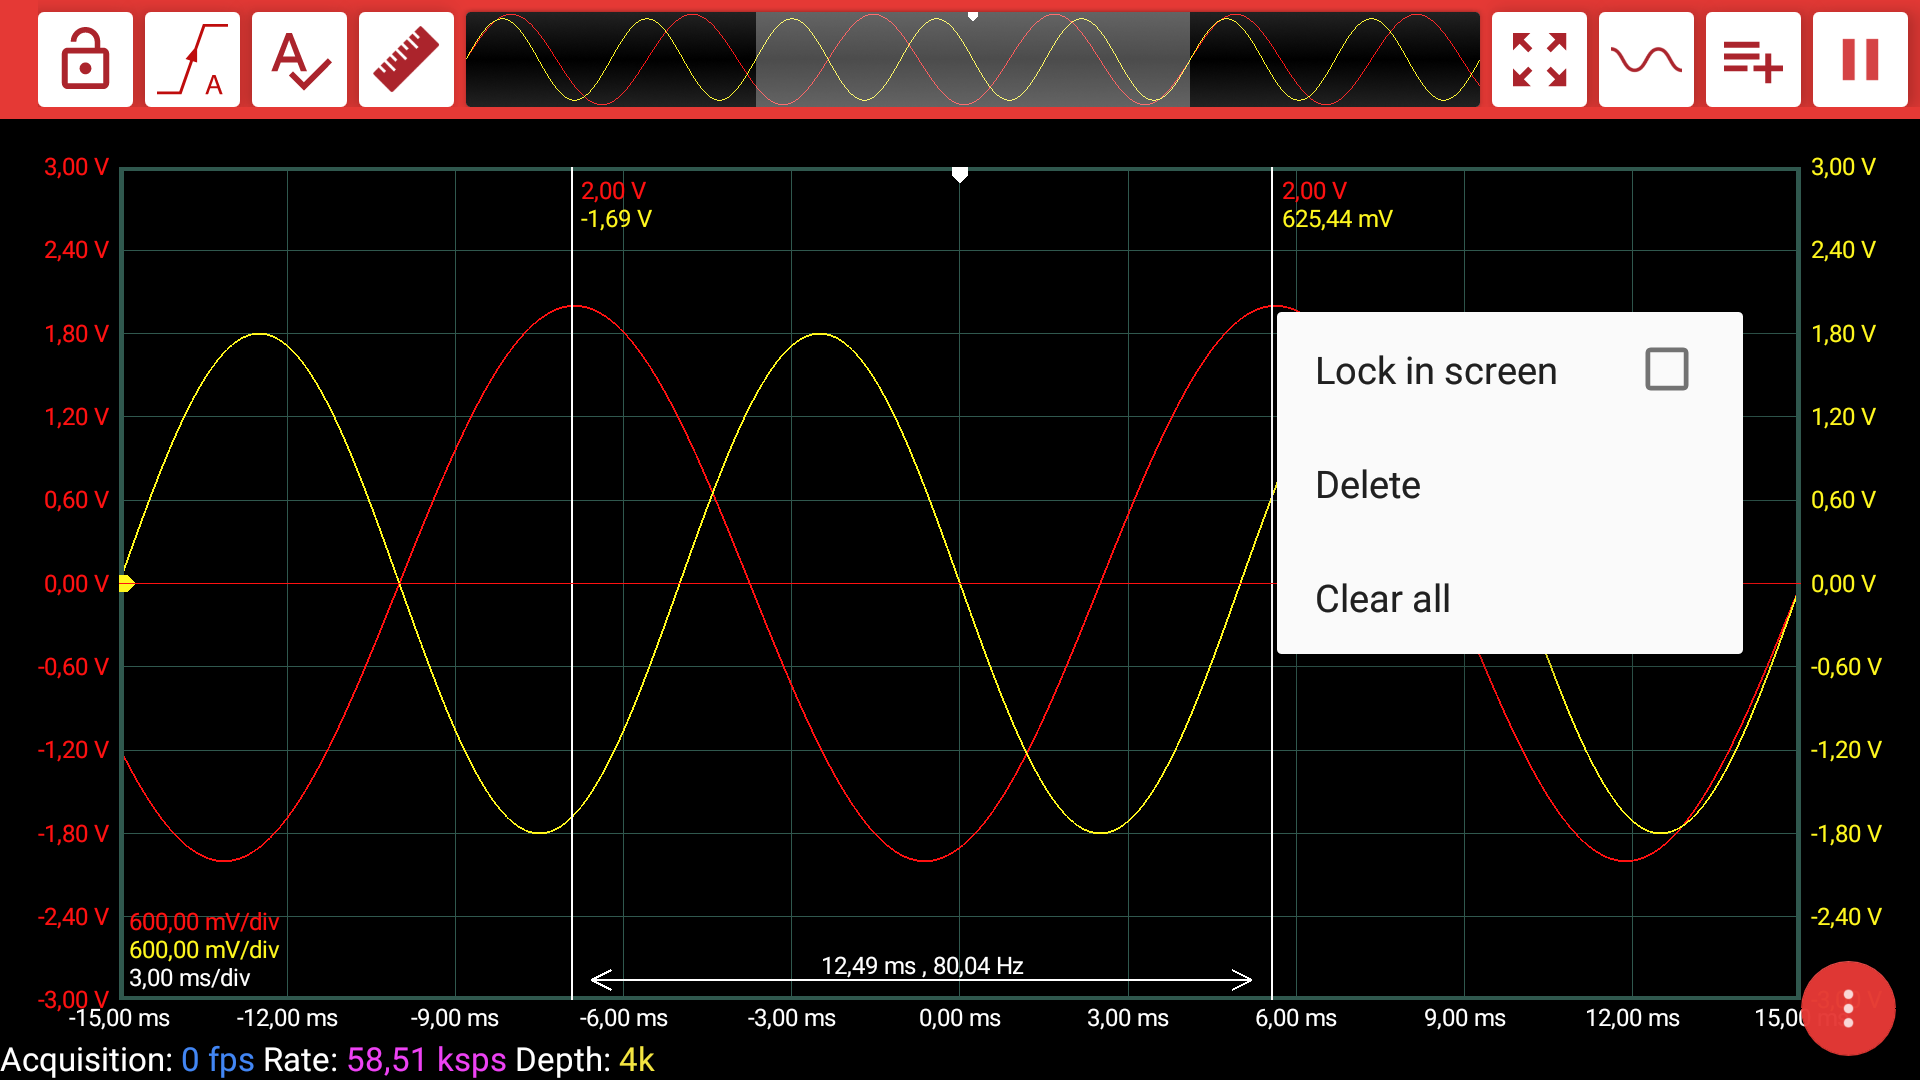 A
A
3,00 V
3,00 V
2,00 V
2,00 V
-1,69 V
625,44 mV
2,40 V
2,40 V
1,80 V
1,80 V
Lock in screen
1,20 V
1,20 V
Delete
0,60 V
0,60 V
0,00 V
0,00 V
Clear all
-0,60 V
-0,60 V
-1,20 V
-1,20 V
-1,80 V
-1,80 V
-2,40 V
-2,40 V
600,00 mV/div
600,00 mV/div
12,49 ms , 80,04 Hz
3,00 ms/div
-3,00 V
-15,00 ms
-12,00 ms
-9,00 ms
-6,00 ms
-3,00 ms
0,00 ms
3,00 ms
6,00 ms
9,00 ms
12,00 ms
Acquisition: 0 fps Rate: 58,51 ksps Depth: 4k